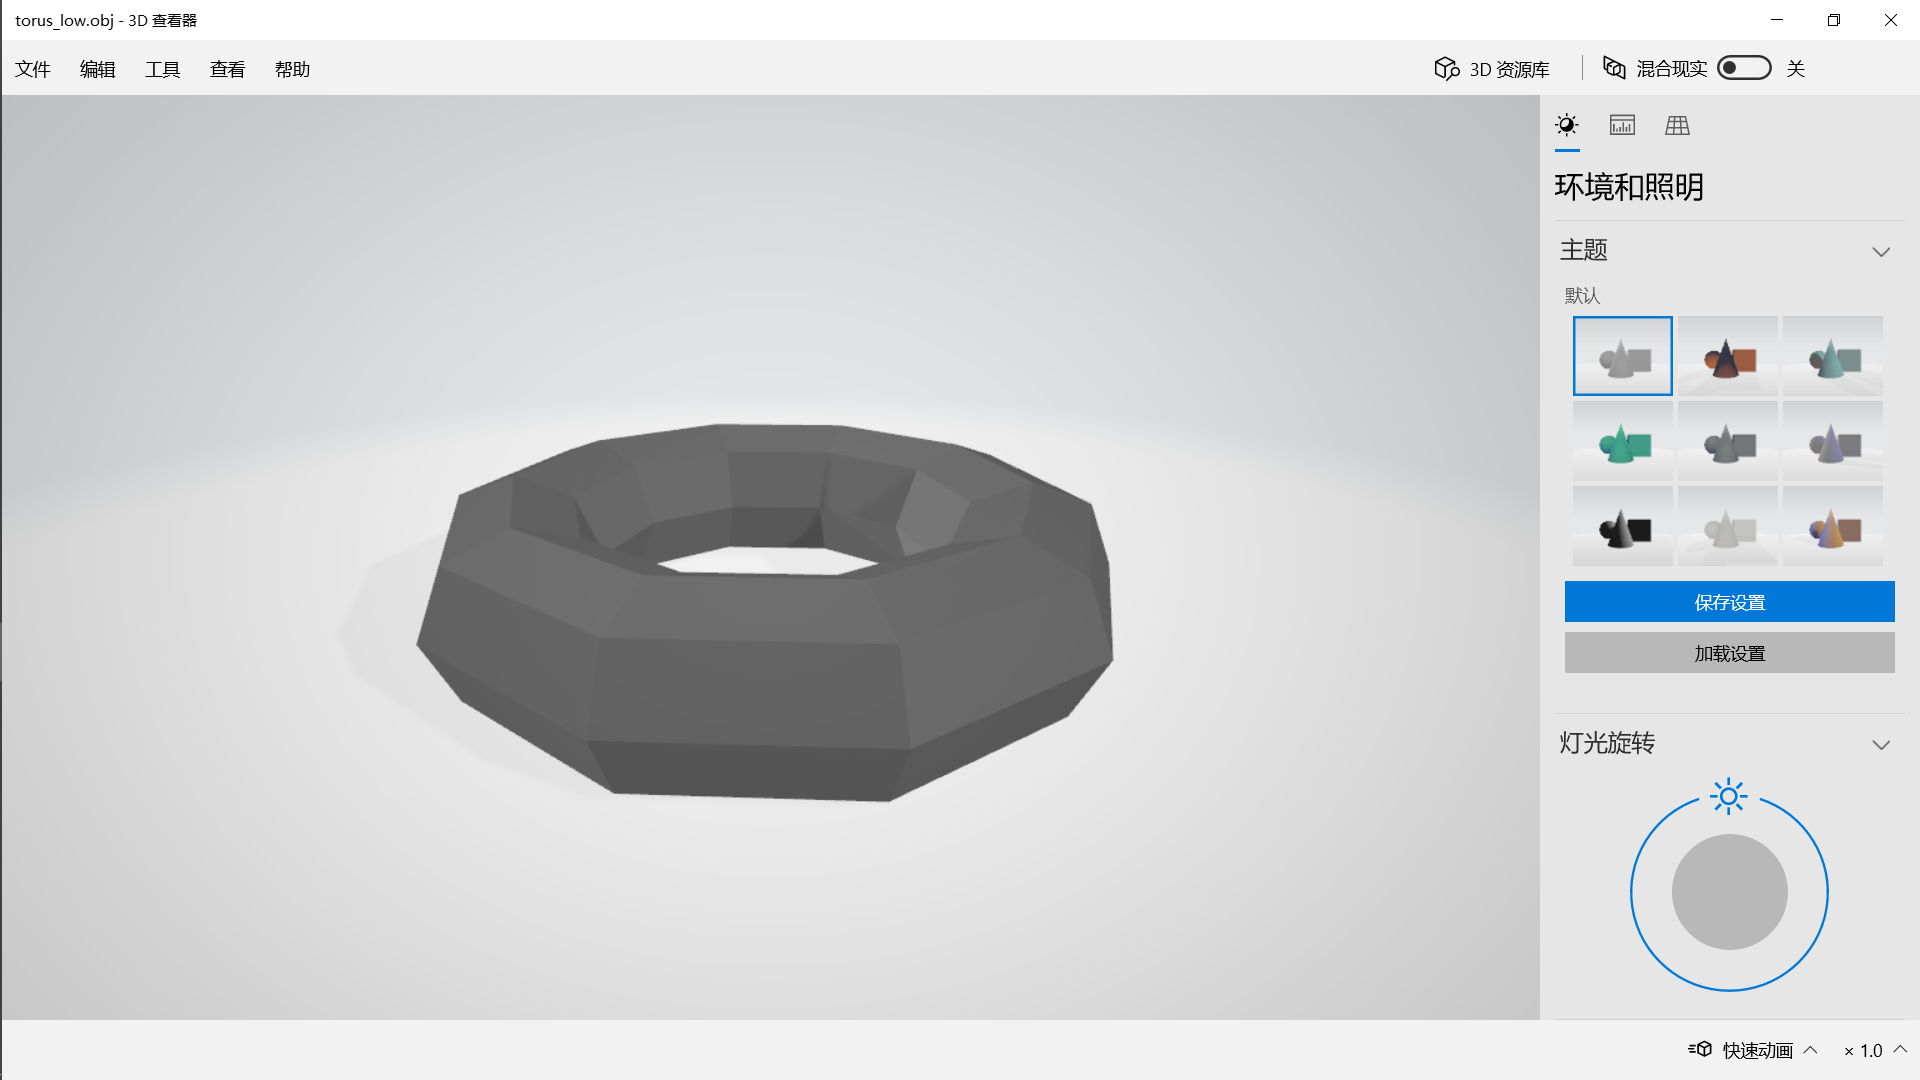 torus_low.obj - 3D 查看器
文件 编辑 工具 查看 帮助 3D 资源库 混合现实 关
环境和照明
主题
默认
保存设置
加载设置
灯光旋转
快速动画 × 1.0